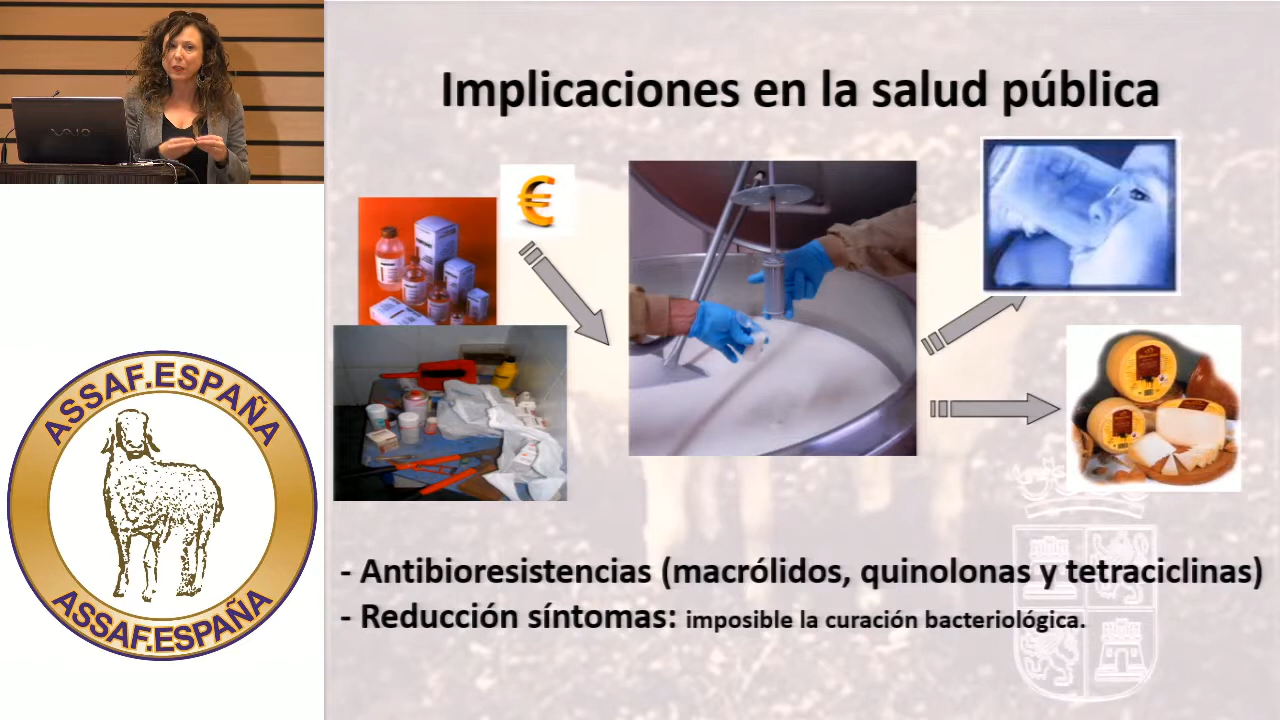 Implicaciones en la salud pública
VAIO
€
ASSAF.ESPAÑA
ASSAF.ESPAÑA
- Antibioresistencias (macrólidos, quinolonas y tetraciclinas)
- Reducción síntomas: imposible la curación bacteriológica.